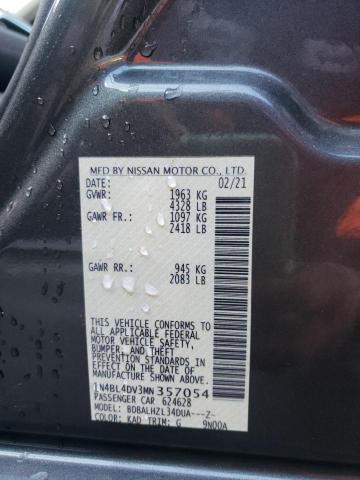 MFD BY NISSAN MOTOR CO., LTD.
DATE: 02/21
GVWR: 1963 KG
4328 LB
GAWR FR.: 1097 KG
2418 LB
GAWR RR.: 945 KG
2083 LB
THIS VEHICLE CONFORMS TO
ALL APPLICABLE FEDERAL
MOTOR VEHICLE SAFETY,
BUMPER, AND THEFT
PREVENTION STANDARDS IN
EFFECT ON THE DATE OF
MANUFACTURE SHOWN ABOVE.
1N4BL4DV3MN357054
PASSENGER CAR 624628
MODEL: BDBALHZL34DUA---Z-
COLOR: KAD TRIM: G 9N00A